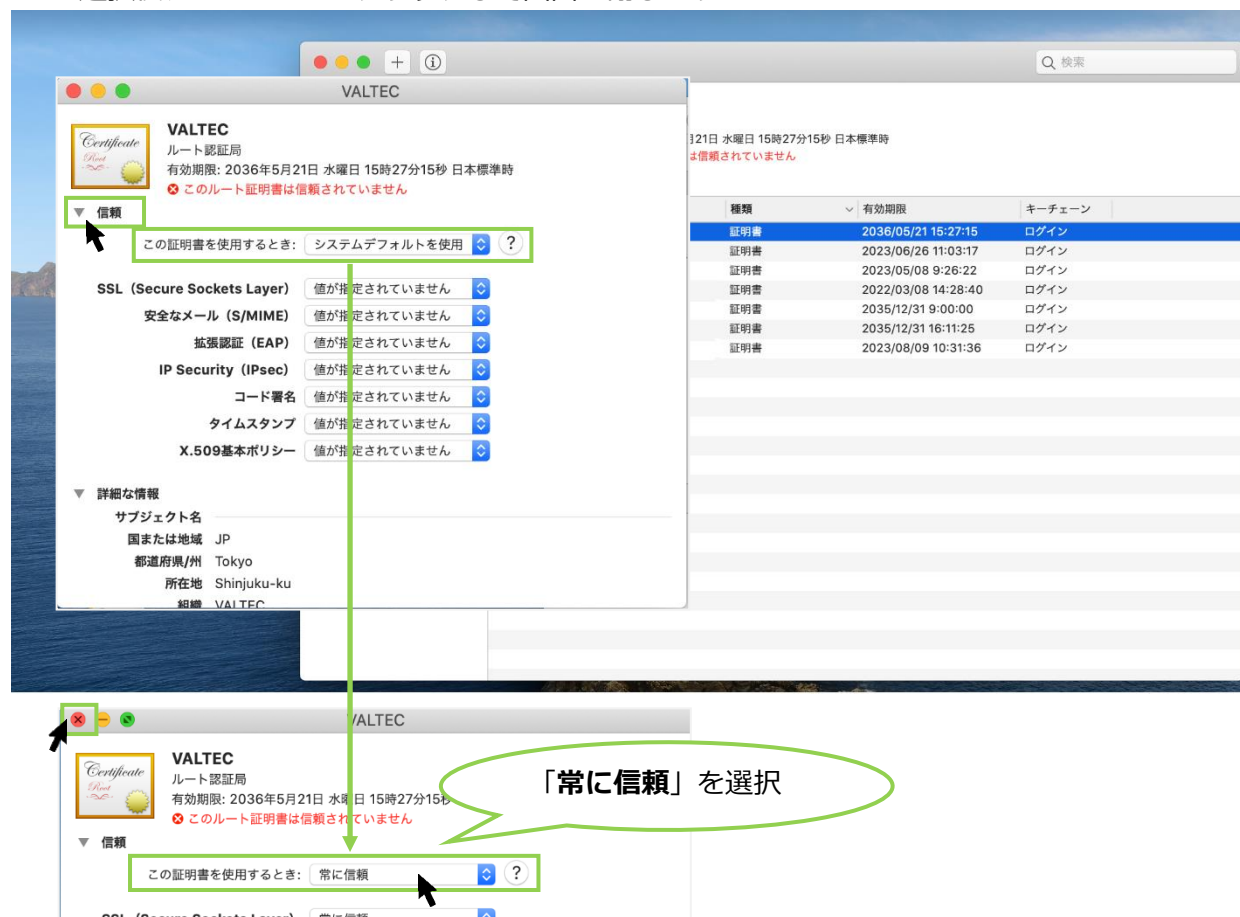 検索
VALTEC
VALTEC
ルート認証局
有効期限: 2036年5月21日 水曜日 15時27分15秒 日本標準時
このルート証明書は信頼されていません
信頼
この証明書を使用するとき: システムデフォルトを使用 ?
SSL（Secure Sockets Layer） 値が指定されていません
安全なメール（S/MIME） 値が指定されていません
拡張認証（EAP） 値が指定されていません
IP Security（IPsec） 値が指定されていません
コード署名 値が指定されていません
タイムスタンプ 値が指定されていません
X.509基本ポリシー 値が指定されていません
詳細な情報
サブジェクト名
国または地域 JP
都道府県/州 Tokyo
所在地 Shinjuku-ku
組織 VALTEC
21日 水曜日 15時27分15秒 日本標準時
は信頼されていません
種類 有効期限 キーチェーン
証明書 2036/05/21 15:27:15 ログイン
証明書 2023/06/26 11:03:17 ログイン
証明書 2023/05/08 9:26:22 ログイン
証明書 2022/03/08 14:28:40 ログイン
証明書 2035/12/31 9:00:00 ログイン
証明書 2035/12/31 16:11:25 ログイン
証明書 2023/08/09 10:31:36 ログイン
VALTEC
VALTEC
ルート認証局
有効期限: 2036年5月21日 水曜日 15時27分15秒
このルート証明書は信頼されていません
「常に信頼」を選択
信頼
この証明書を使用するとき: 常に信頼 ?
SSL（Secure Sockets Layer） 常に信頼